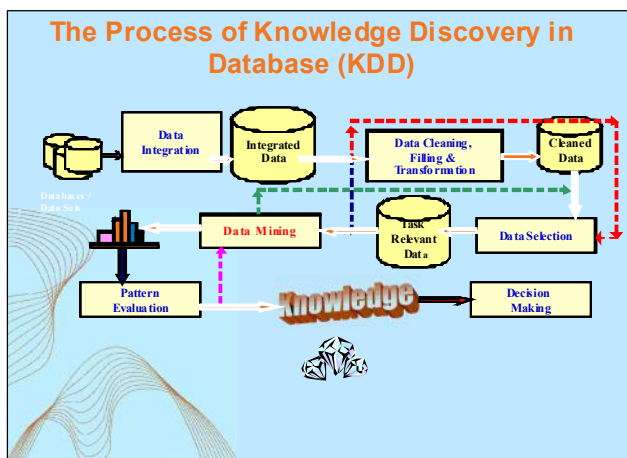 The Process of Knowledge Discovery in
Database (KDD)
Data
Integration
Integrated
Data
Data Cleaning,
Filling &
Transformation
Cleaned
Data
Databases /
Data Sets
Data Mining
Task
Relevant
Data
Data Selection
Pattern
Evaluation
Knowledge
Decision
Making